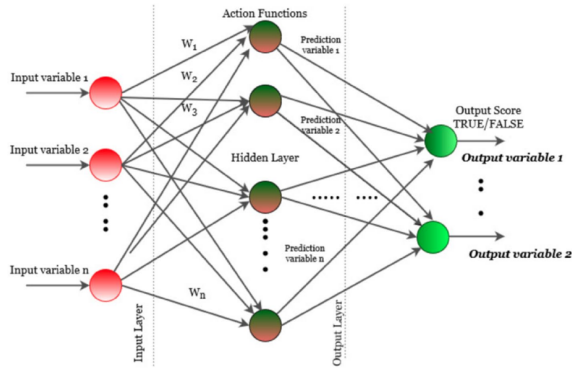 Action Functions
W1
Prediction
variable 1
Input variable 1
W2
W3
Prediction
variable 2
Output Score
TRUE/FALSE
Output variable 1
Input variable 2
Hidden Layer
Prediction
variable n
Output variable 2
Input variable n
Wn
Input Layer
Output Layer